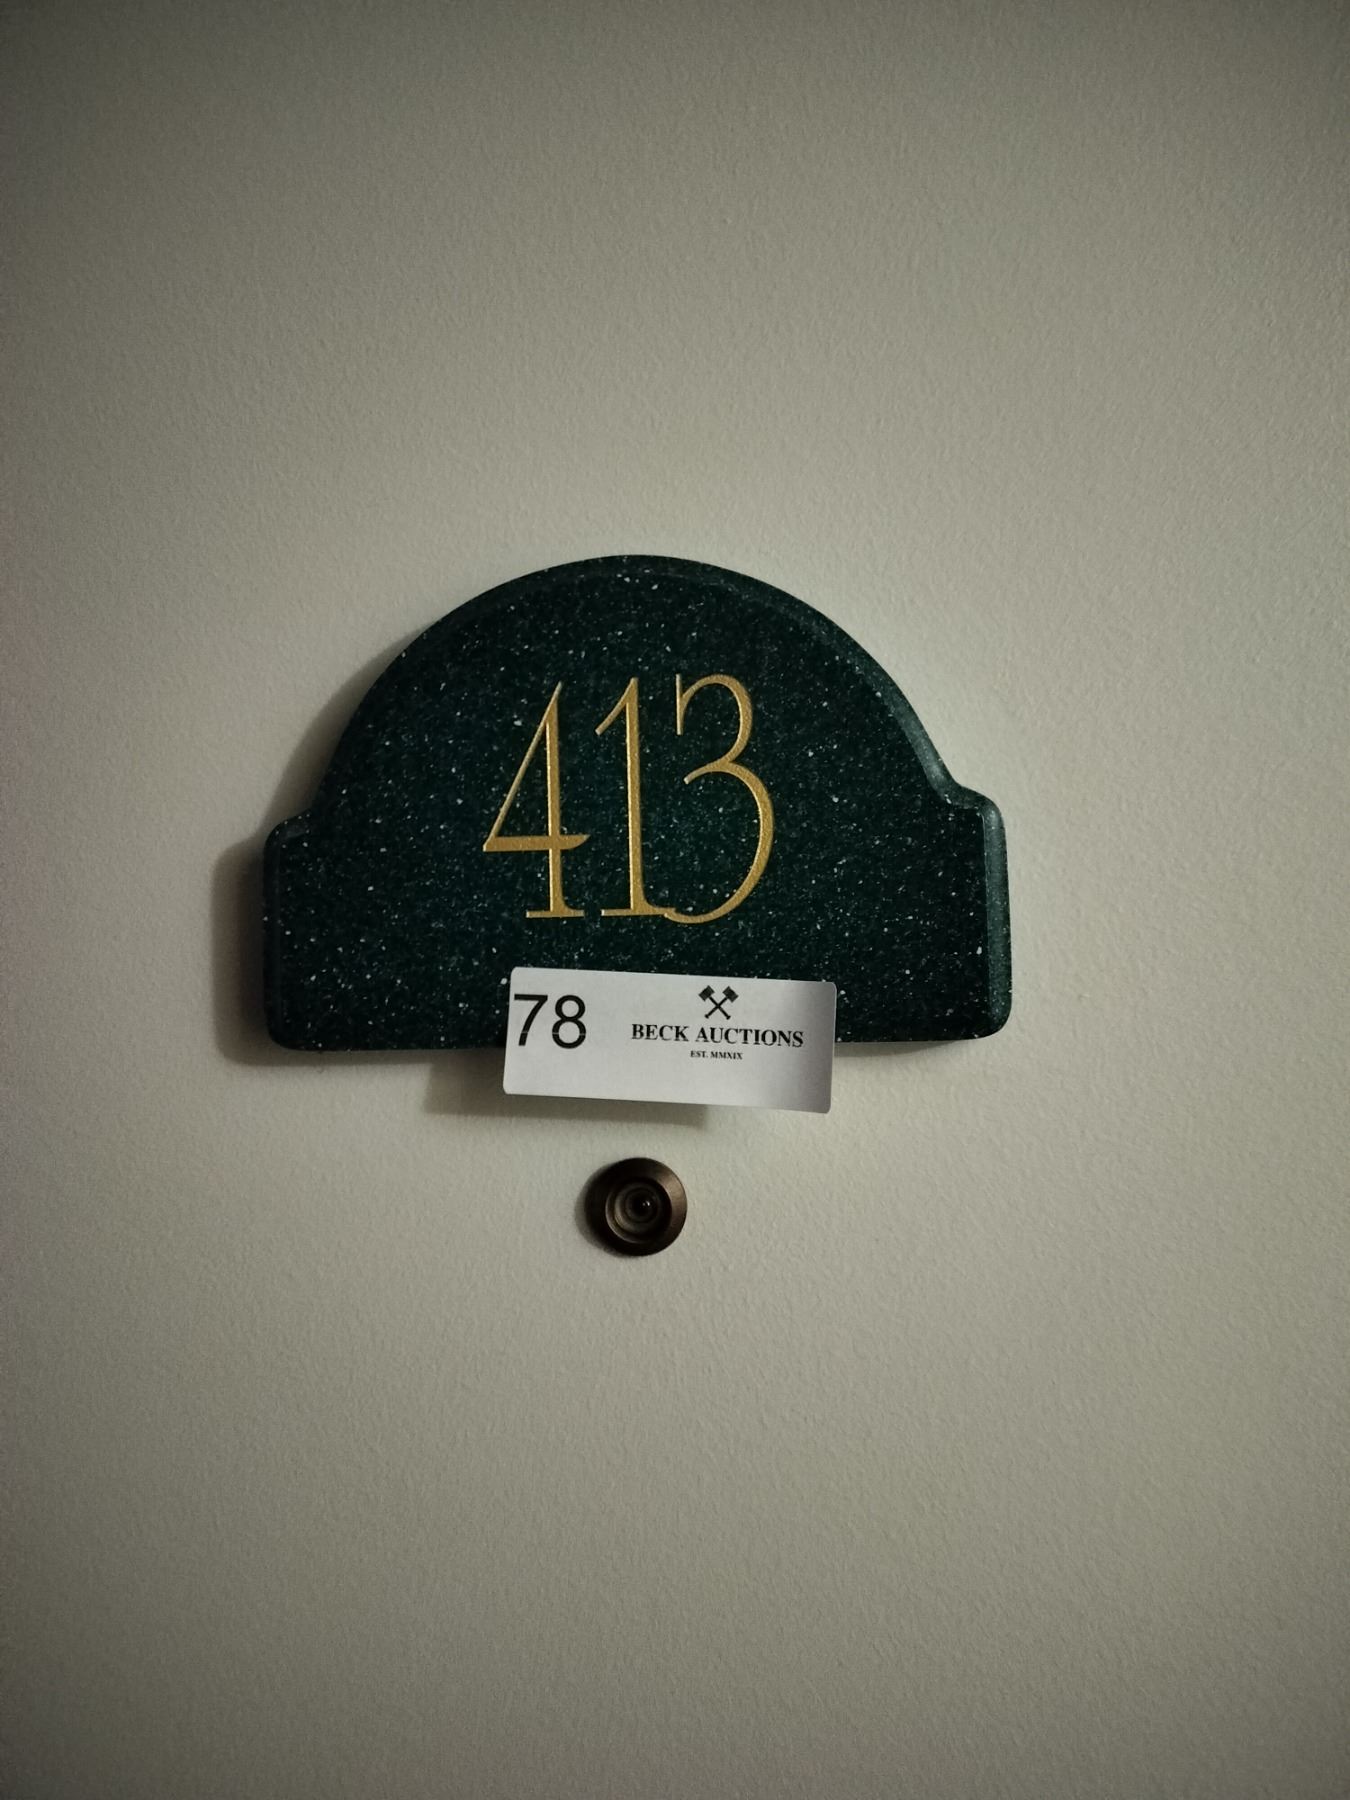 413
78
BECK AUCTIONS
EST. MMXIX